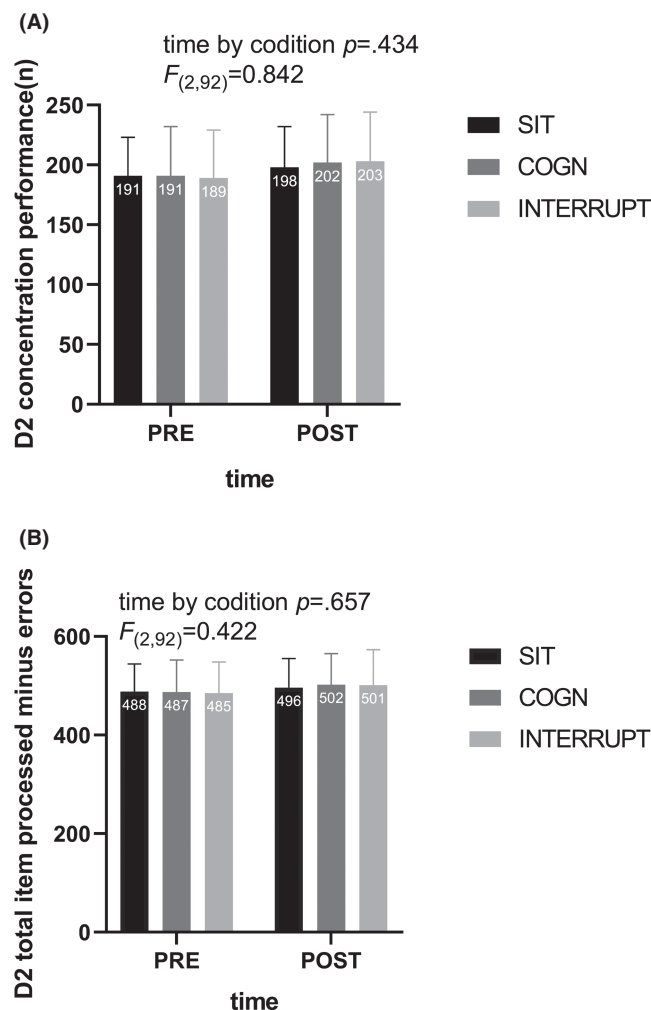 (A)
time by codition p=.434
F(2,92)=0.842
D2 concentration performance(n)
250
200
150
100
50
0
191
191
189
198
202
203
PRE
POST
time
SIT
COGN
INTERRUPT
(B)
time by codition p=.657
F(2,92)=0.422
D2 total item processed minus errors
600
400
200
0
488
487
485
496
502
501
PRE
POST
time
SIT
COGN
INTERRUPT